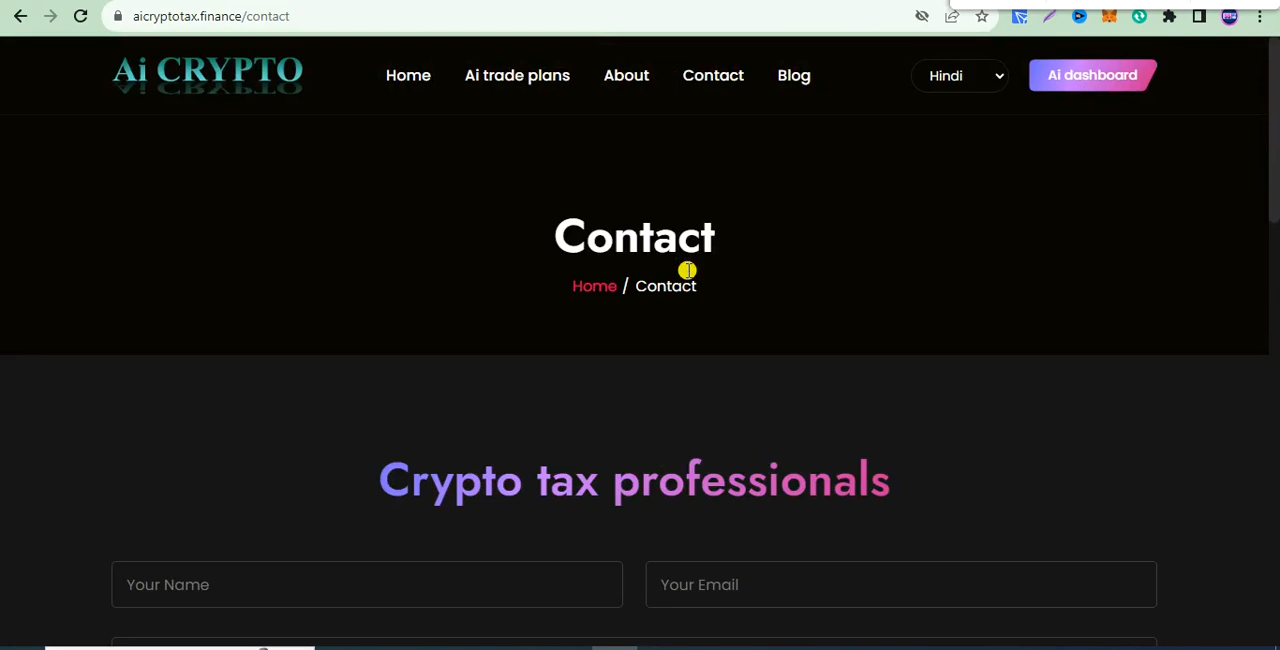 aicryptotax.finance/contact
Ai CRYPTO
Home
Ai trade plans
About
Contact
Blog
Hindi
Ai dashboard
Contact
Home / Contact
Crypto tax professionals
Your Name
Your Email